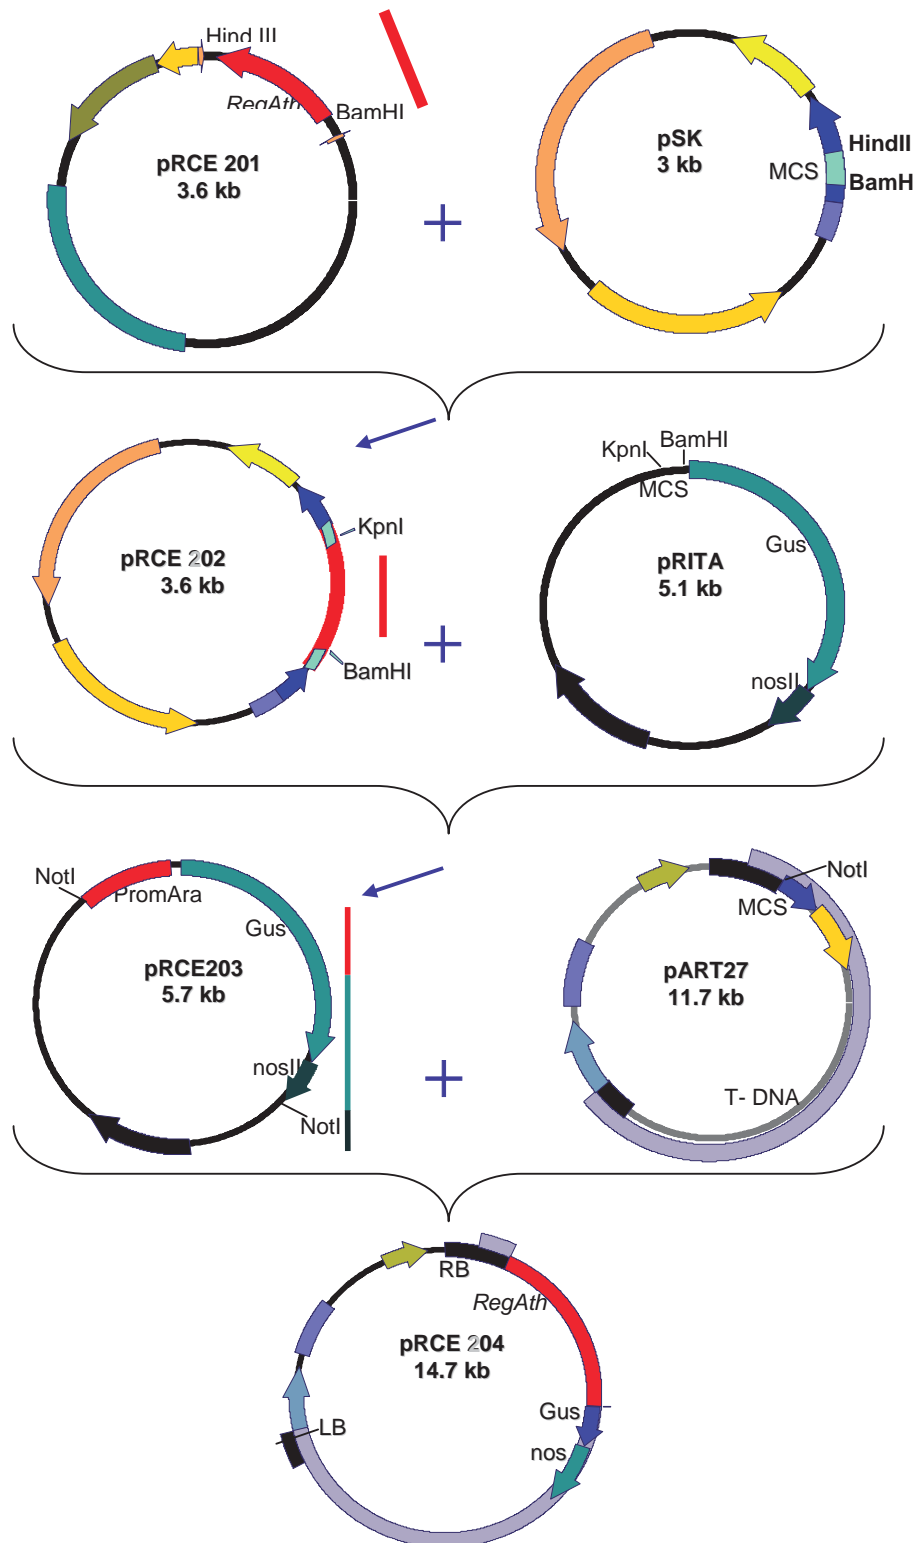 Hind III
RegAth
BamHI
pRCE 201
3.6 kb
pSK
3 kb
HindII
MCS
BamH
KpnI
BamHI
pRCE 202
3.6 kb
KpnI
BamHI
MCS
Gus
pRITA
5.1 kb
nosII
NotI
PromAra
Gus
pRCE203
5.7 kb
nosII
NotI
NotI
MCS
pART27
11.7 kb
T- DNA
RB
RegAth
pRCE 204
14.7 kb
Gus
LB
nos